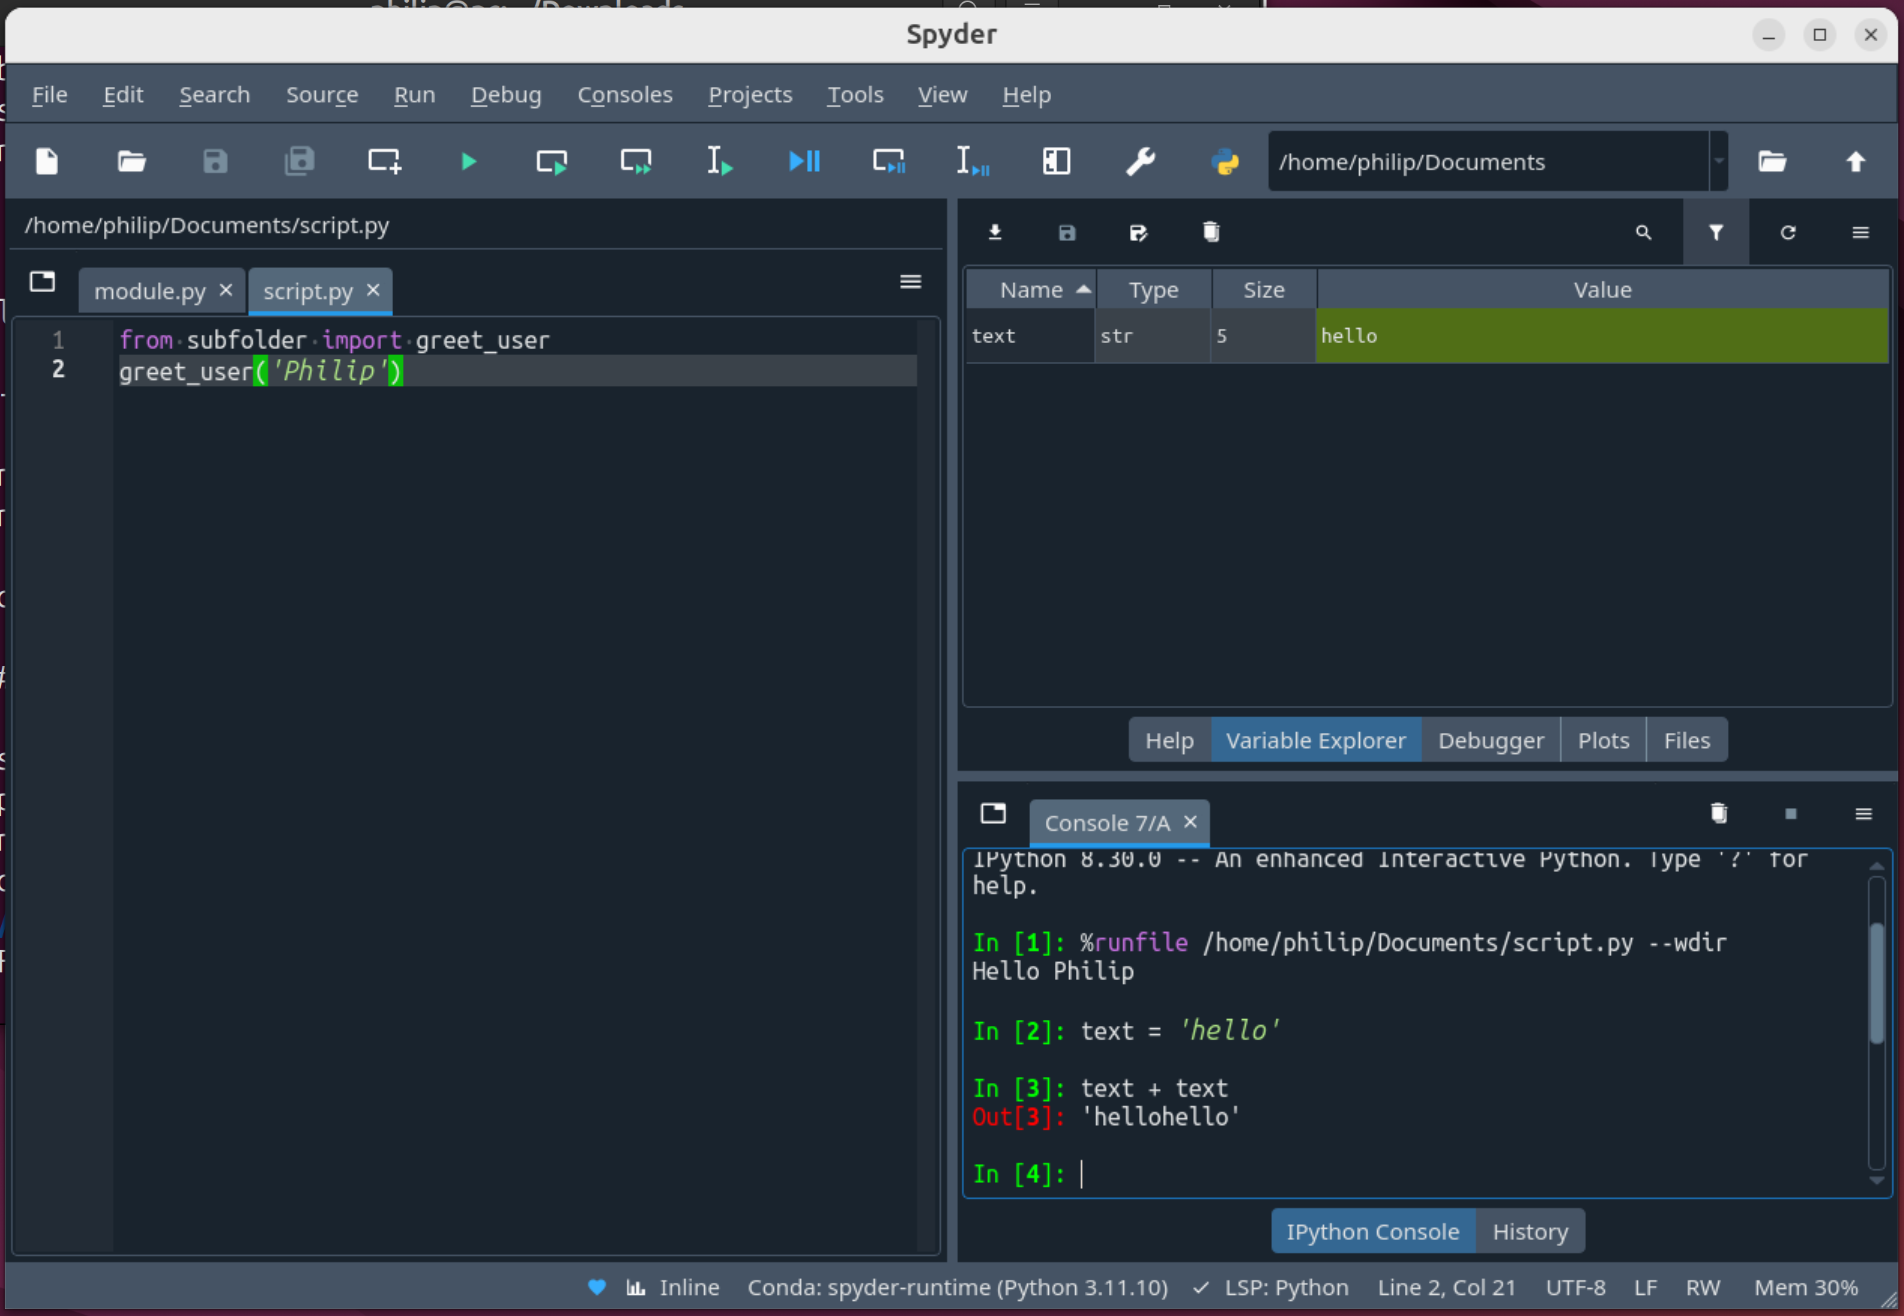 Spyder
File Edit Search Source Run Debug Consoles Projects Tools View Help
/home/philip/Documents
/home/philip/Documents/script.py
module.py script.py
1 from subfolder import greet_user
2 greet_user('Philip')
Name Type Size Value
text str 5 hello
Help Variable Explorer Debugger Plots Files
Console 7/A
IPython 8.30.0 -- An enhanced Interactive Python. Type '?' for
help.
In [1]: %runfile /home/philip/Documents/script.py --wdir
Hello Philip
In [2]: text = 'hello'
In [3]: text + text
Out[3]: 'hellohello'
In [4]:
IPython Console History
Inline Conda: spyder-runtime (Python 3.11.10) ✓ LSP: Python Line 2, Col 21 UTF-8 LF RW Mem 30%